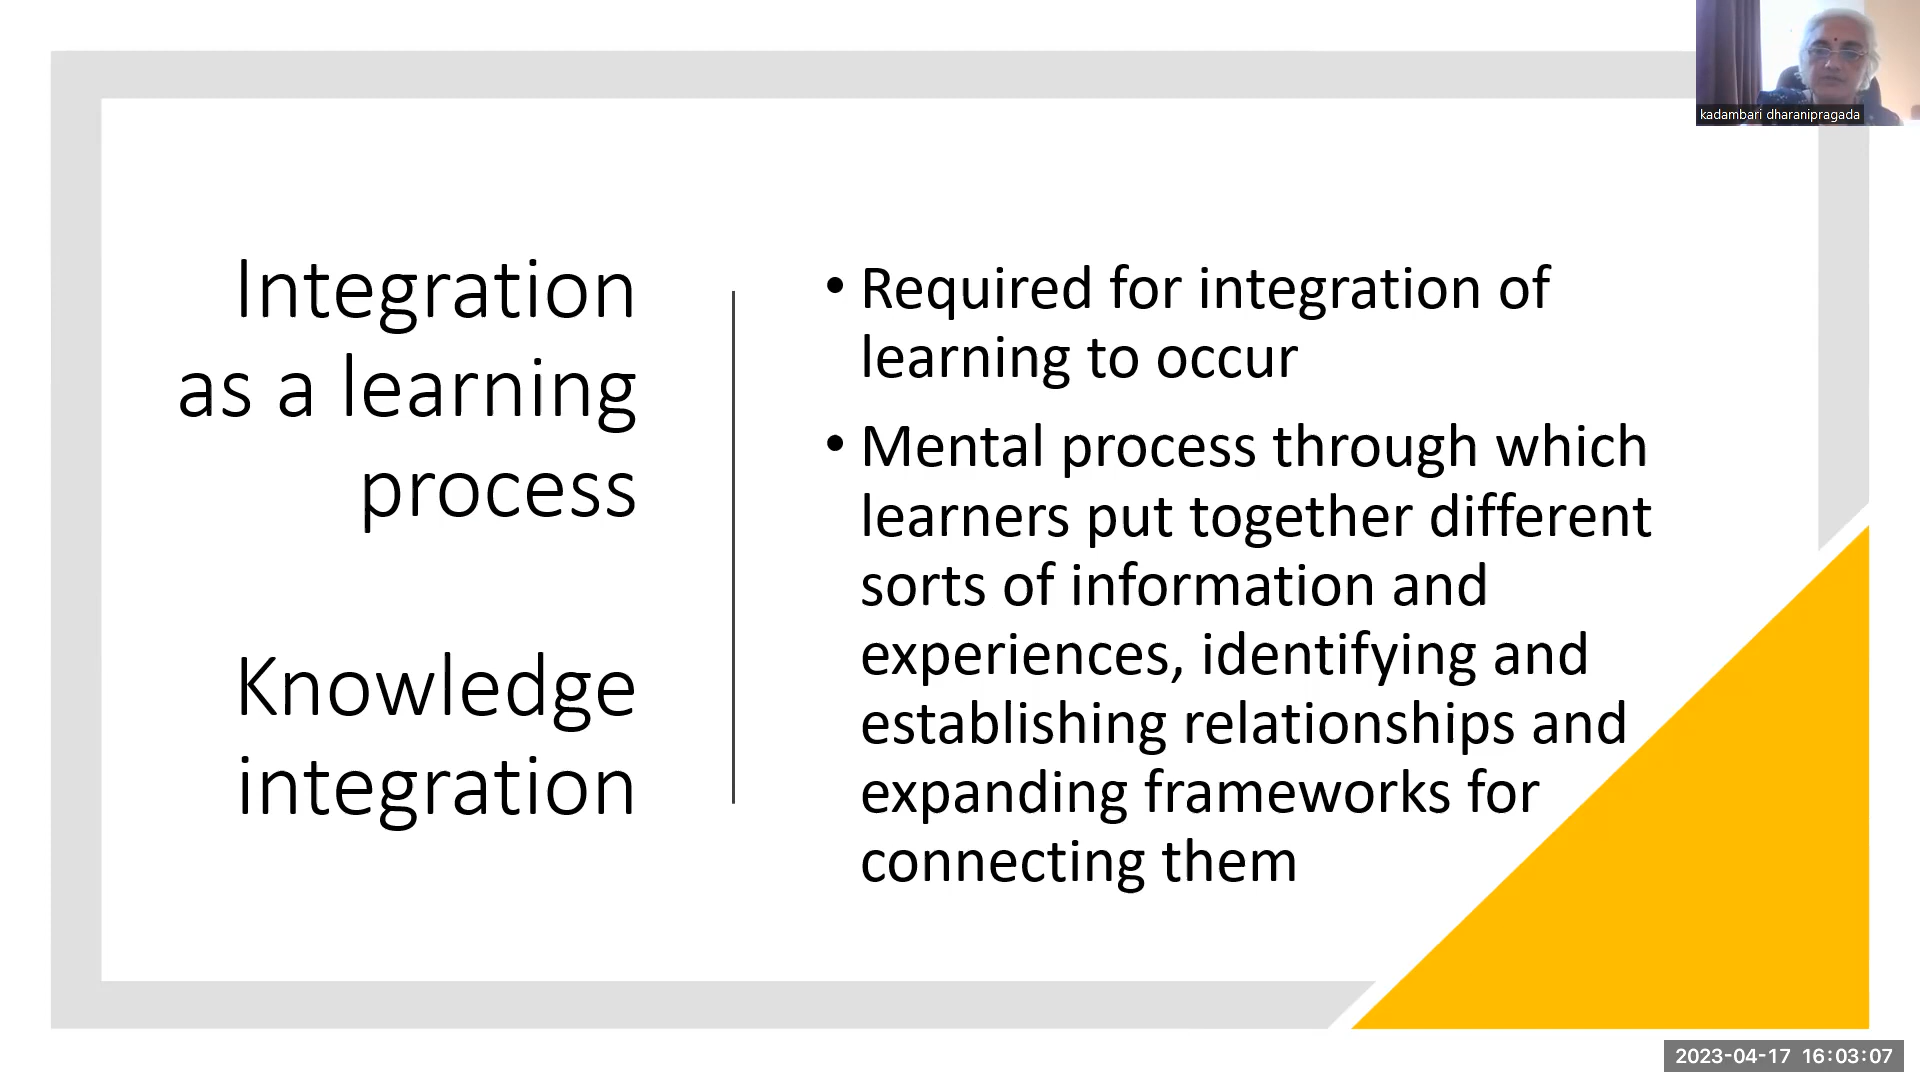 kadambari dharanipragada
Integration
as a learning
process
Knowledge
integration
• Required for integration of
learning to occur
• Mental process through which
learners put together different
sorts of information and
experiences, identifying and
establishing relationships and
expanding frameworks for
connecting them
2023-04-17 16:03:07